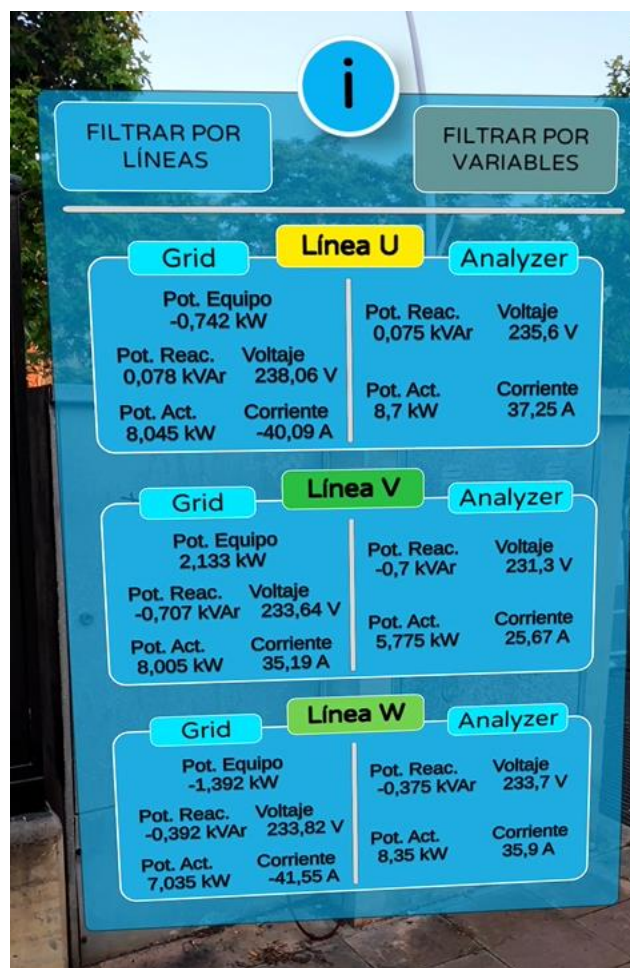 i
FILTRAR POR
LÍNEAS
FILTRAR POR
VARIABLES
Línea U
Grid
Analyzer
Pot. Equipo
-0,742 kW
Pot. Reac. Voltaje
0,078 kVAr 238,06 V
Pot. Act. Corriente
8,045 kW -40,09 A
Pot. Reac. Voltaje
0,075 kVAr 235,6 V
Pot. Act. Corriente
8,7 kW 37,25 A
Línea V
Grid
Analyzer
Pot. Equipo
2,133 kW
Pot. Reac. Voltaje
-0,707 kVAr 233,64 V
Pot. Act. Corriente
8,005 kW 35,19 A
Pot. Reac. Voltaje
-0,7 kVAr 231,3 V
Pot. Act. Corriente
5,775 kW 25,67 A
Línea W
Grid
Analyzer
Pot. Equipo
-1,392 kW
Pot. Reac. Voltaje
-0,392 kVAr 233,82 V
Pot. Act. Corriente
7,035 kW -41,55 A
Pot. Reac. Voltaje
-0,375 kVAr 233,7 V
Pot. Act. Corriente
8,35 kW 35,9 A